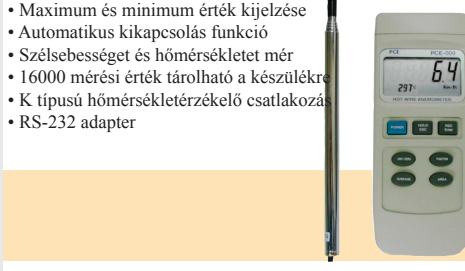 • Maximum és minimum érték kijelzése
• Automatikus kikapcsolás funkció
• Szélsebességet és hőmérsékletet mér
• 16000 mérési érték tárolható a készülékre
• K típusú hőmérsékletérzékelő csatlakozás
• RS-232 adapter
PCE PCE-009
6.4
297
HOT WIRE ANEMOMETER
POWER